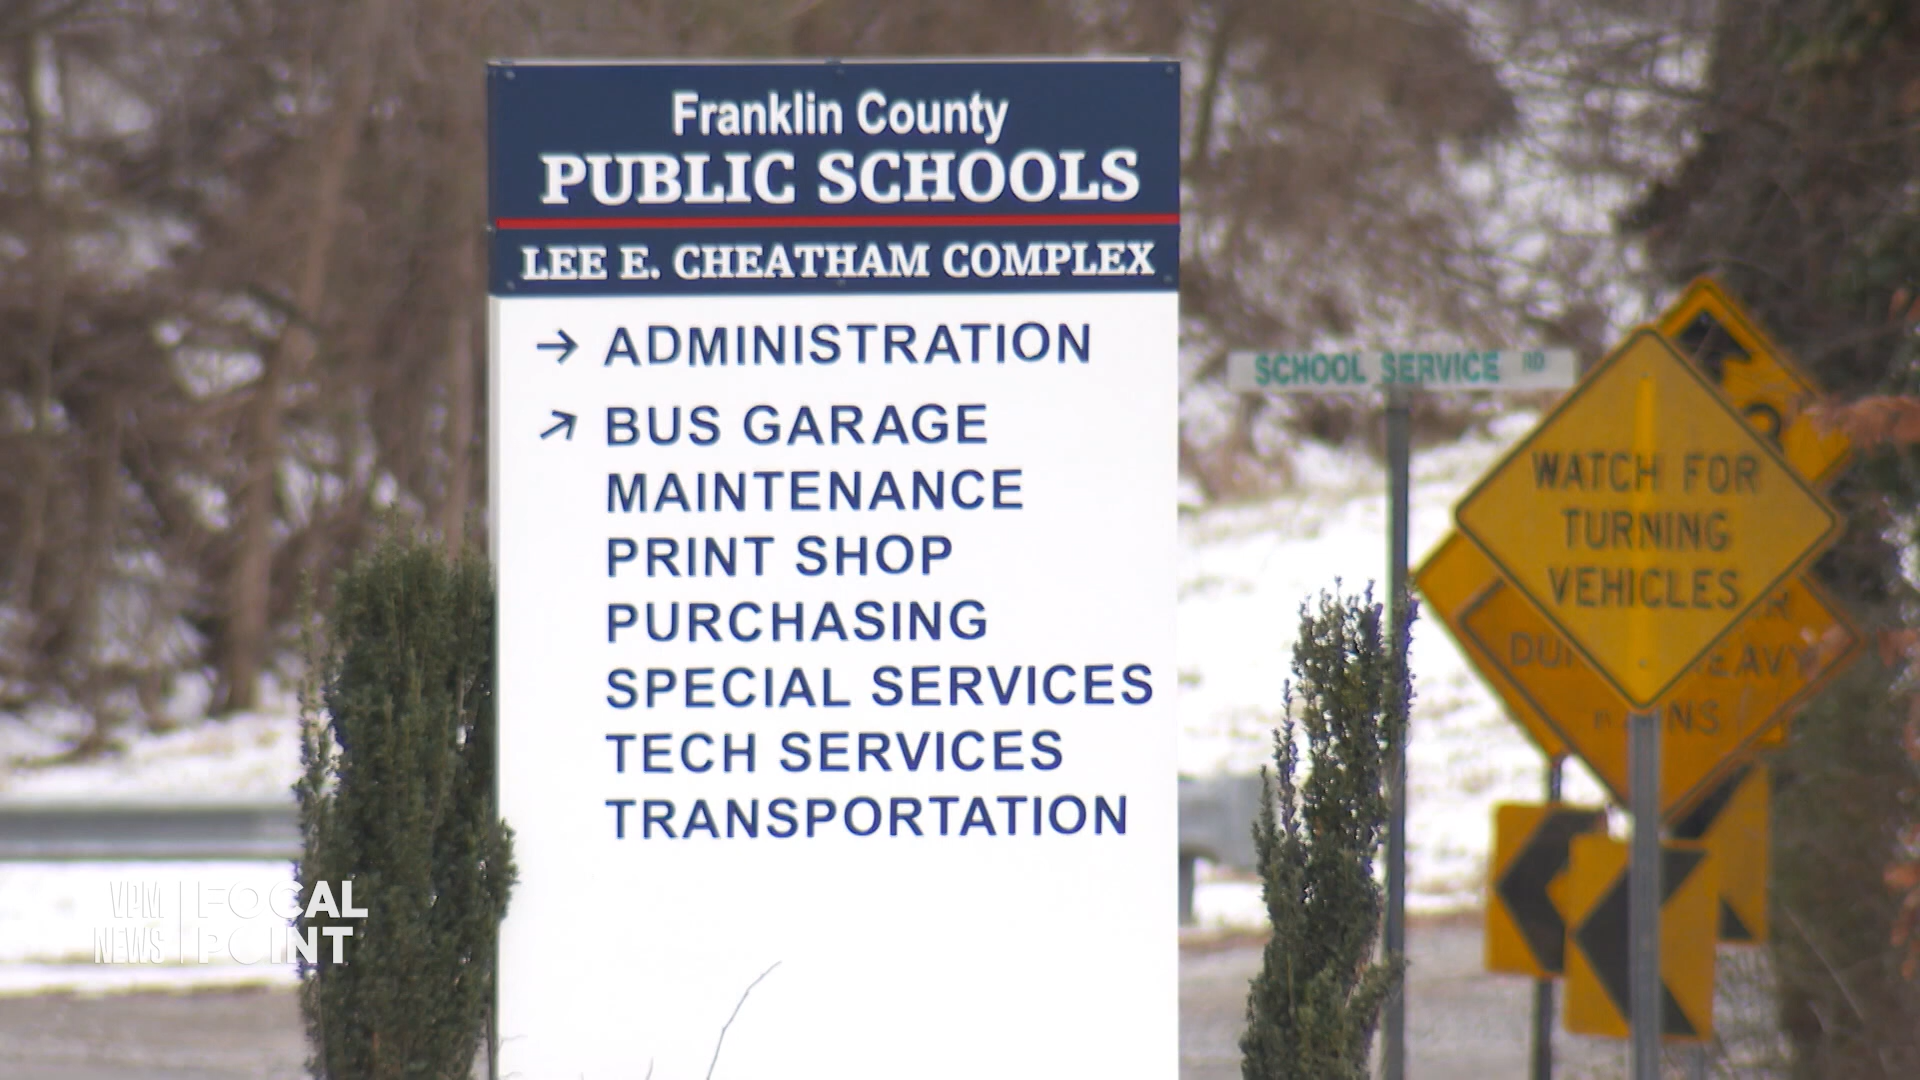 Franklin County
PUBLIC SCHOOLS
LEE E. CHEATHAM COMPLEX
→ ADMINISTRATION
↗ BUS GARAGE
MAINTENANCE
PRINT SHOP
PURCHASING
SPECIAL SERVICES
TECH SERVICES
TRANSPORTATION
SCHOOL SERVICE RD
WATCH FOR
TURNING
VEHICLES
VPM NEWS | FOCAL POINT